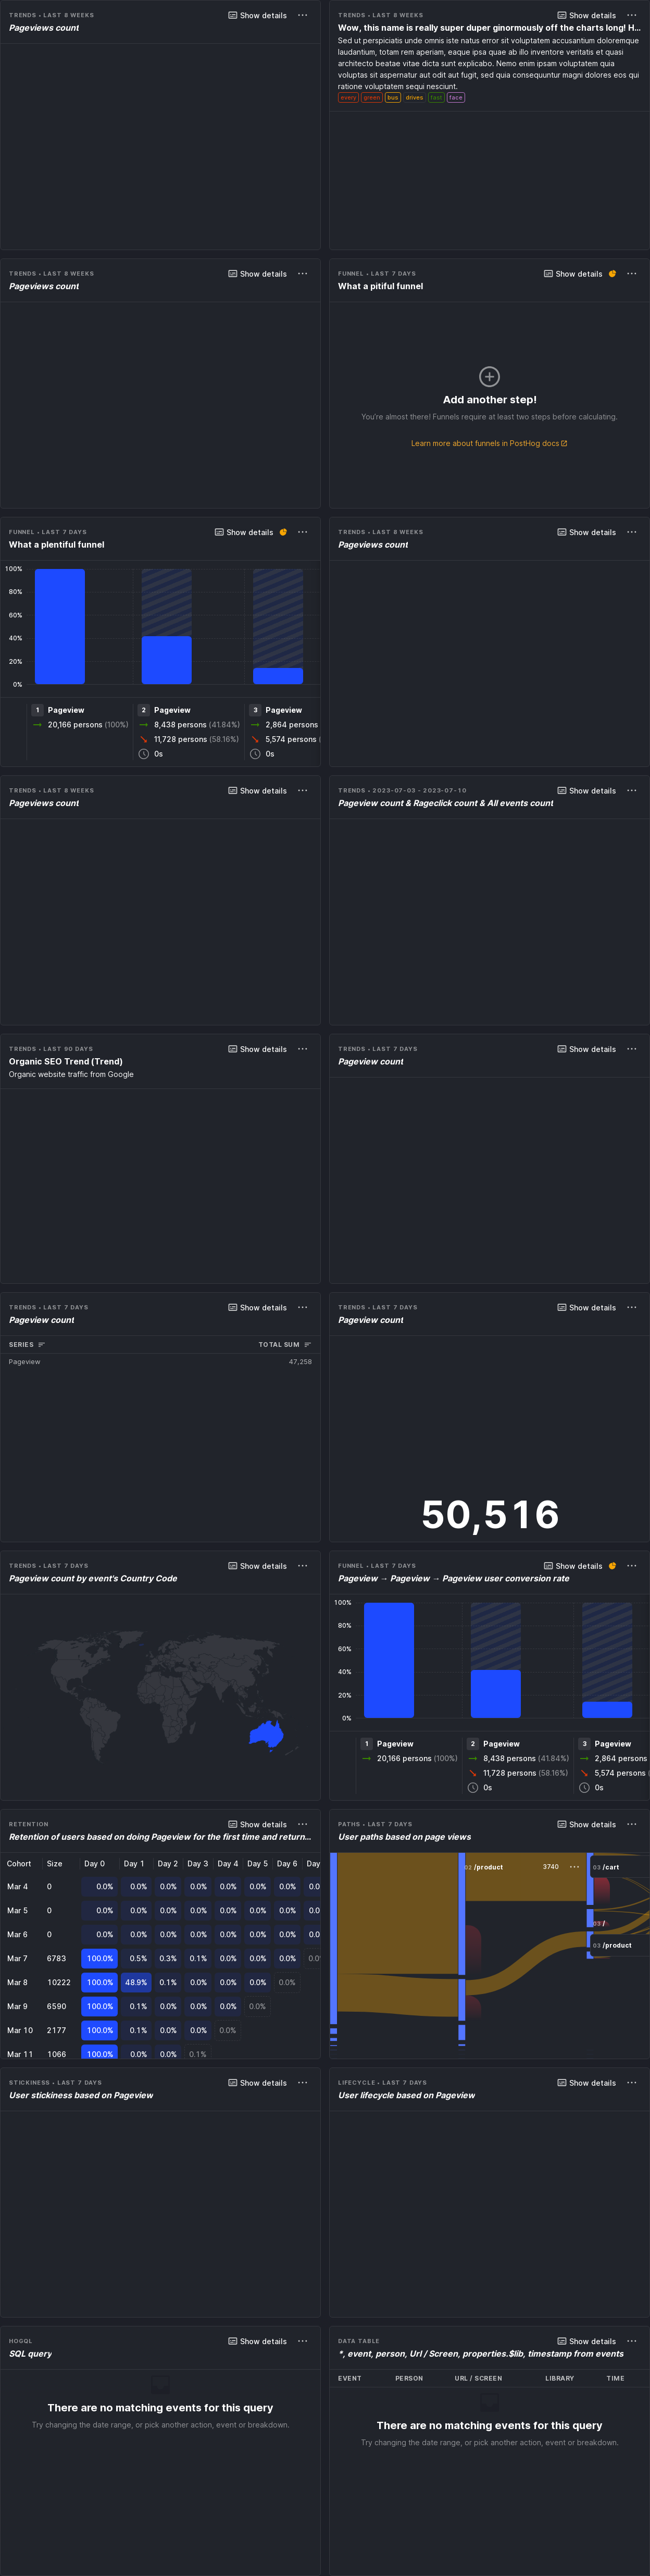 TRENDS • LAST 8 WEEKS
Show details
Pageviews count
TRENDS • LAST 8 WEEKS
Show details
Wow, this name is really super duper ginormously off the charts long! H...
Sed ut perspiciatis unde omnis iste natus error sit voluptatem accusantium doloremque
laudantium, totam rem aperiam, eaque ipsa quae ab illo inventore veritatis et quasi
architecto beatae vitae dicta sunt explicabo. Nemo enim ipsam voluptatem quia
voluptas sit aspernatur aut odit aut fugit, sed quia consequuntur magni dolores eos qui
ratione voluptatem sequi nesciunt.
every green bus drives fast face
TRENDS • LAST 8 WEEKS
Show details
Pageviews count
FUNNEL • LAST 7 DAYS
Show details
What a pitiful funnel
Add another step!
You're almost there! Funnels require at least two steps before calculating.
Learn more about funnels in PostHog docs
FUNNEL • LAST 7 DAYS
Show details
What a plentiful funnel
100%
80%
60%
40%
20%
0%
1 Pageview
20,166 persons (100%)
2 Pageview
8,438 persons (41.84%)
11,728 persons (58.16%)
0s
3 Pageview
2,864 persons
5,574 persons
0s
TRENDS • LAST 8 WEEKS
Show details
Pageviews count
TRENDS • LAST 8 WEEKS
Show details
Pageviews count
TRENDS • 2023-07-03 - 2023-07-10
Show details
Pageview count & Rageclick count & All events count
TRENDS • LAST 90 DAYS
Show details
Organic SEO Trend (Trend)
Organic website traffic from Google
TRENDS • LAST 7 DAYS
Show details
Pageview count
TRENDS • LAST 7 DAYS
Show details
Pageview count
SERIES TOTAL SUM
Pageview 47,258
TRENDS • LAST 7 DAYS
Show details
Pageview count
50,516
TRENDS • LAST 7 DAYS
Show details
Pageview count by event's Country Code
FUNNEL • LAST 7 DAYS
Show details
Pageview → Pageview → Pageview user conversion rate
100%
80%
60%
40%
20%
0%
1 Pageview
20,166 persons (100%)
2 Pageview
8,438 persons (41.84%)
11,728 persons (58.16%)
0s
3 Pageview
2,864 persons
5,574 persons
0s
RETENTION
Show details
Retention of users based on doing Pageview for the first time and return...
Cohort Size Day 0 Day 1 Day 2 Day 3 Day 4 Day 5 Day 6 Day
Mar 4 0 0.0% 0.0% 0.0% 0.0% 0.0% 0.0% 0.0% 0.0
Mar 5 0 0.0% 0.0% 0.0% 0.0% 0.0% 0.0% 0.0% 0.0
Mar 6 0 0.0% 0.0% 0.0% 0.0% 0.0% 0.0% 0.0% 0.0
Mar 7 6783 100.0% 0.5% 0.3% 0.1% 0.0% 0.0% 0.0% 0.0
Mar 8 10222 100.0% 48.9% 0.1% 0.0% 0.0% 0.0% 0.0%
Mar 9 6590 100.0% 0.1% 0.0% 0.0% 0.0% 0.0%
Mar 10 2177 100.0% 0.1% 0.0% 0.0% 0.0%
Mar 11 1066 100.0% 0.0% 0.0% 0.1%
PATHS • LAST 7 DAYS
Show details
User paths based on page views
02 /product 3740
03 /cart
03 /
03 /product
STICKINESS • LAST 7 DAYS
Show details
User stickiness based on Pageview
LIFECYCLE • LAST 7 DAYS
Show details
User lifecycle based on Pageview
HOGQL
Show details
SQL query
There are no matching events for this query
Try changing the date range, or pick another action, event or breakdown.
DATA TABLE
Show details
*, event, person, Url / Screen, properties.$lib, timestamp from events
EVENT PERSON URL / SCREEN LIBRARY TIME
There are no matching events for this query
Try changing the date range, or pick another action, event or breakdown.